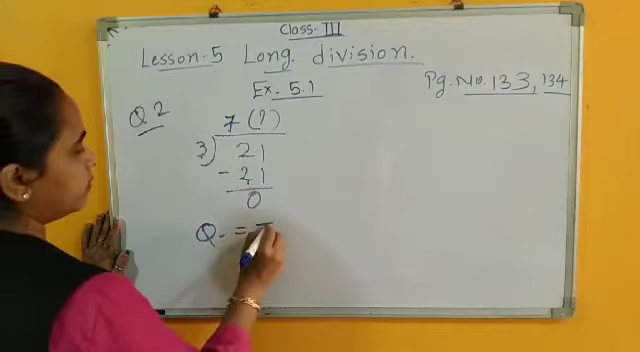 Class-III
Lesson-5 Long division.
Ex. 5.1
Pg. No. 133, 134
Q 2
7 (?)
3) 21
- 21
0
Q. = 7